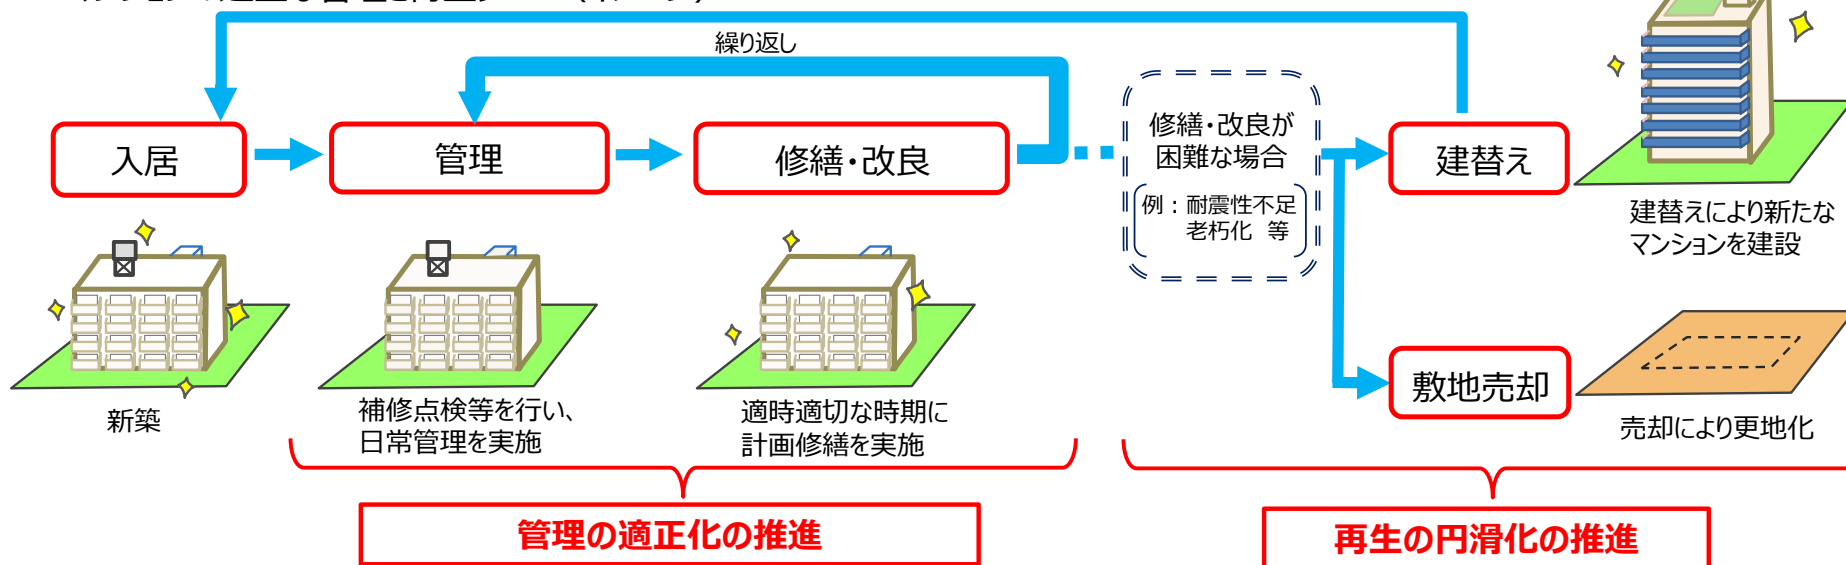 繰り返し
入居
管理
修繕・改良
修繕・改良が
困難な場合
例：耐震性不足
老朽化 等
建替え
敷地売却
新築
補修点検等を行い、
日常管理を実施
適時適切な時期に
計画修繕を実施
建替えにより新たな
マンションを建設
売却により更地化
管理の適正化の推進
再生の円滑化の推進